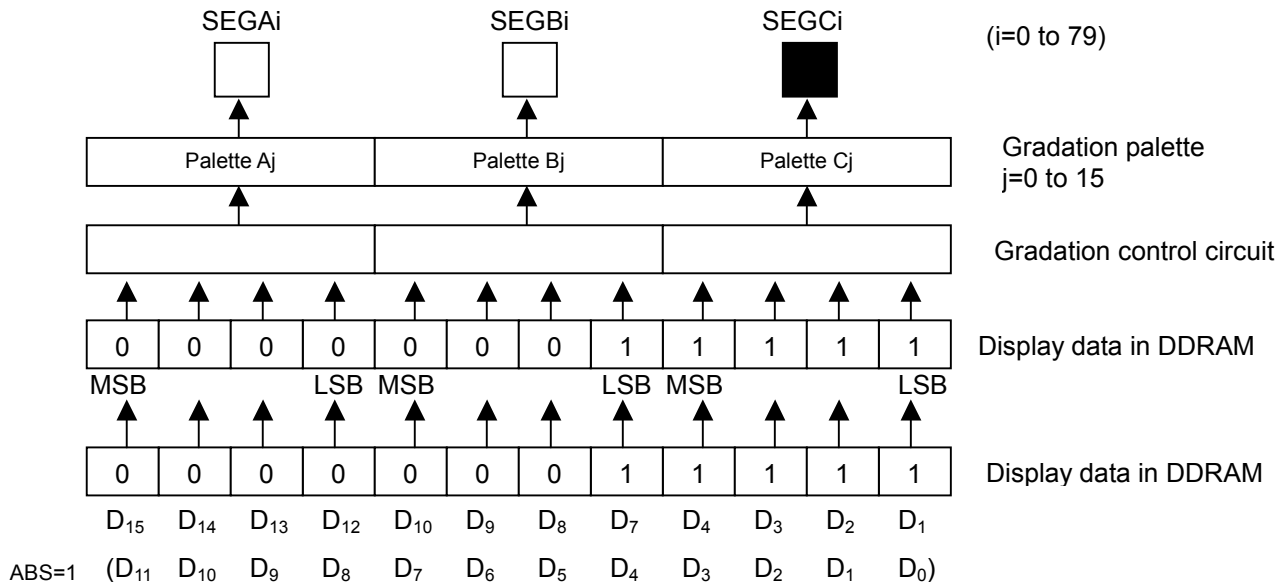 SEGAi SEGBi SEGCi
(i=0 to 79)
Palette Aj Palette Bj Palette Cj
Gradation palette
j=0 to 15
Gradation control circuit
0 0 0 0 0 0 0 1 1 1 1 1 Display data in DDRAM
MSB LSB MSB LSB MSB LSB
0 0 0 0 0 0 0 1 1 1 1 1 Display data in DDRAM
D15 D14 D13 D12 D10 D9 D8 D7 D4 D3 D2 D1
ABS=1 (D11 D10 D9 D8 D7 D6 D5 D4 D3 D2 D1 D0)